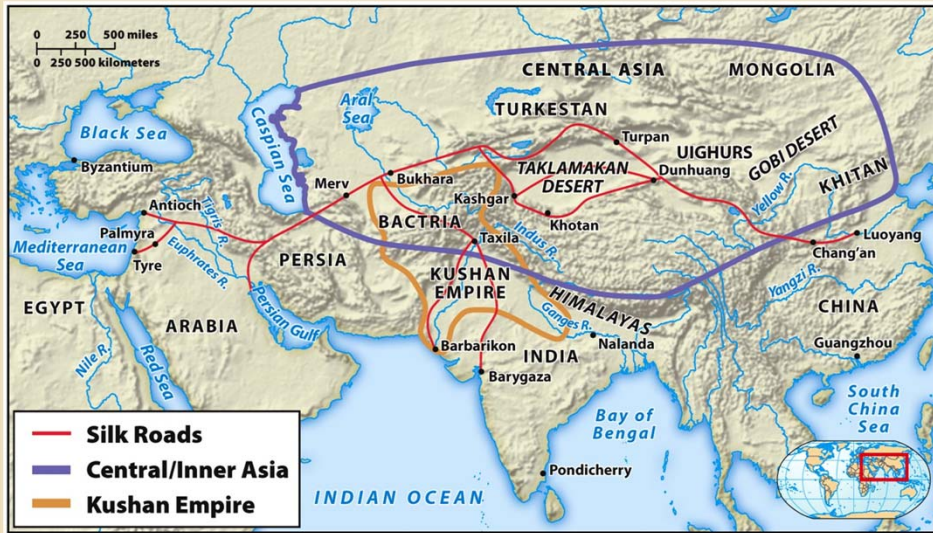 0 250 500 miles
0 250 500 kilometers
CENTRAL ASIA
MONGOLIA
Aral
Sea
TURKESTAN
Caspian Sea
Black Sea
Turpan
UIGHURS
GOBI DESERT
Byzantium
TAKLAMAKAN
DESERT
Dunhuang
Merv
Bukhara
Kashgar
Yellow R.
KHITAN
Antioch
Tigris R.
BACTRIA
Khotan
Palmyra
Indus R.
Taxila
Luoyang
Mediterranean
Sea
Euphrates R.
Chang'an
Tyre
PERSIA
KUSHAN
EMPIRE
HIMALAYAS
Yangzi R.
EGYPT
Persian Gulf
Ganges R.
CHINA
ARABIA
Nile R.
Red Sea
Barbarikon
INDIA
Nalanda
Guangzhou
Barygaza
South
China
Sea
Bay of
Bengal
Silk Roads
Central/Inner Asia
Kushan Empire
Pondicherry
INDIAN OCEAN